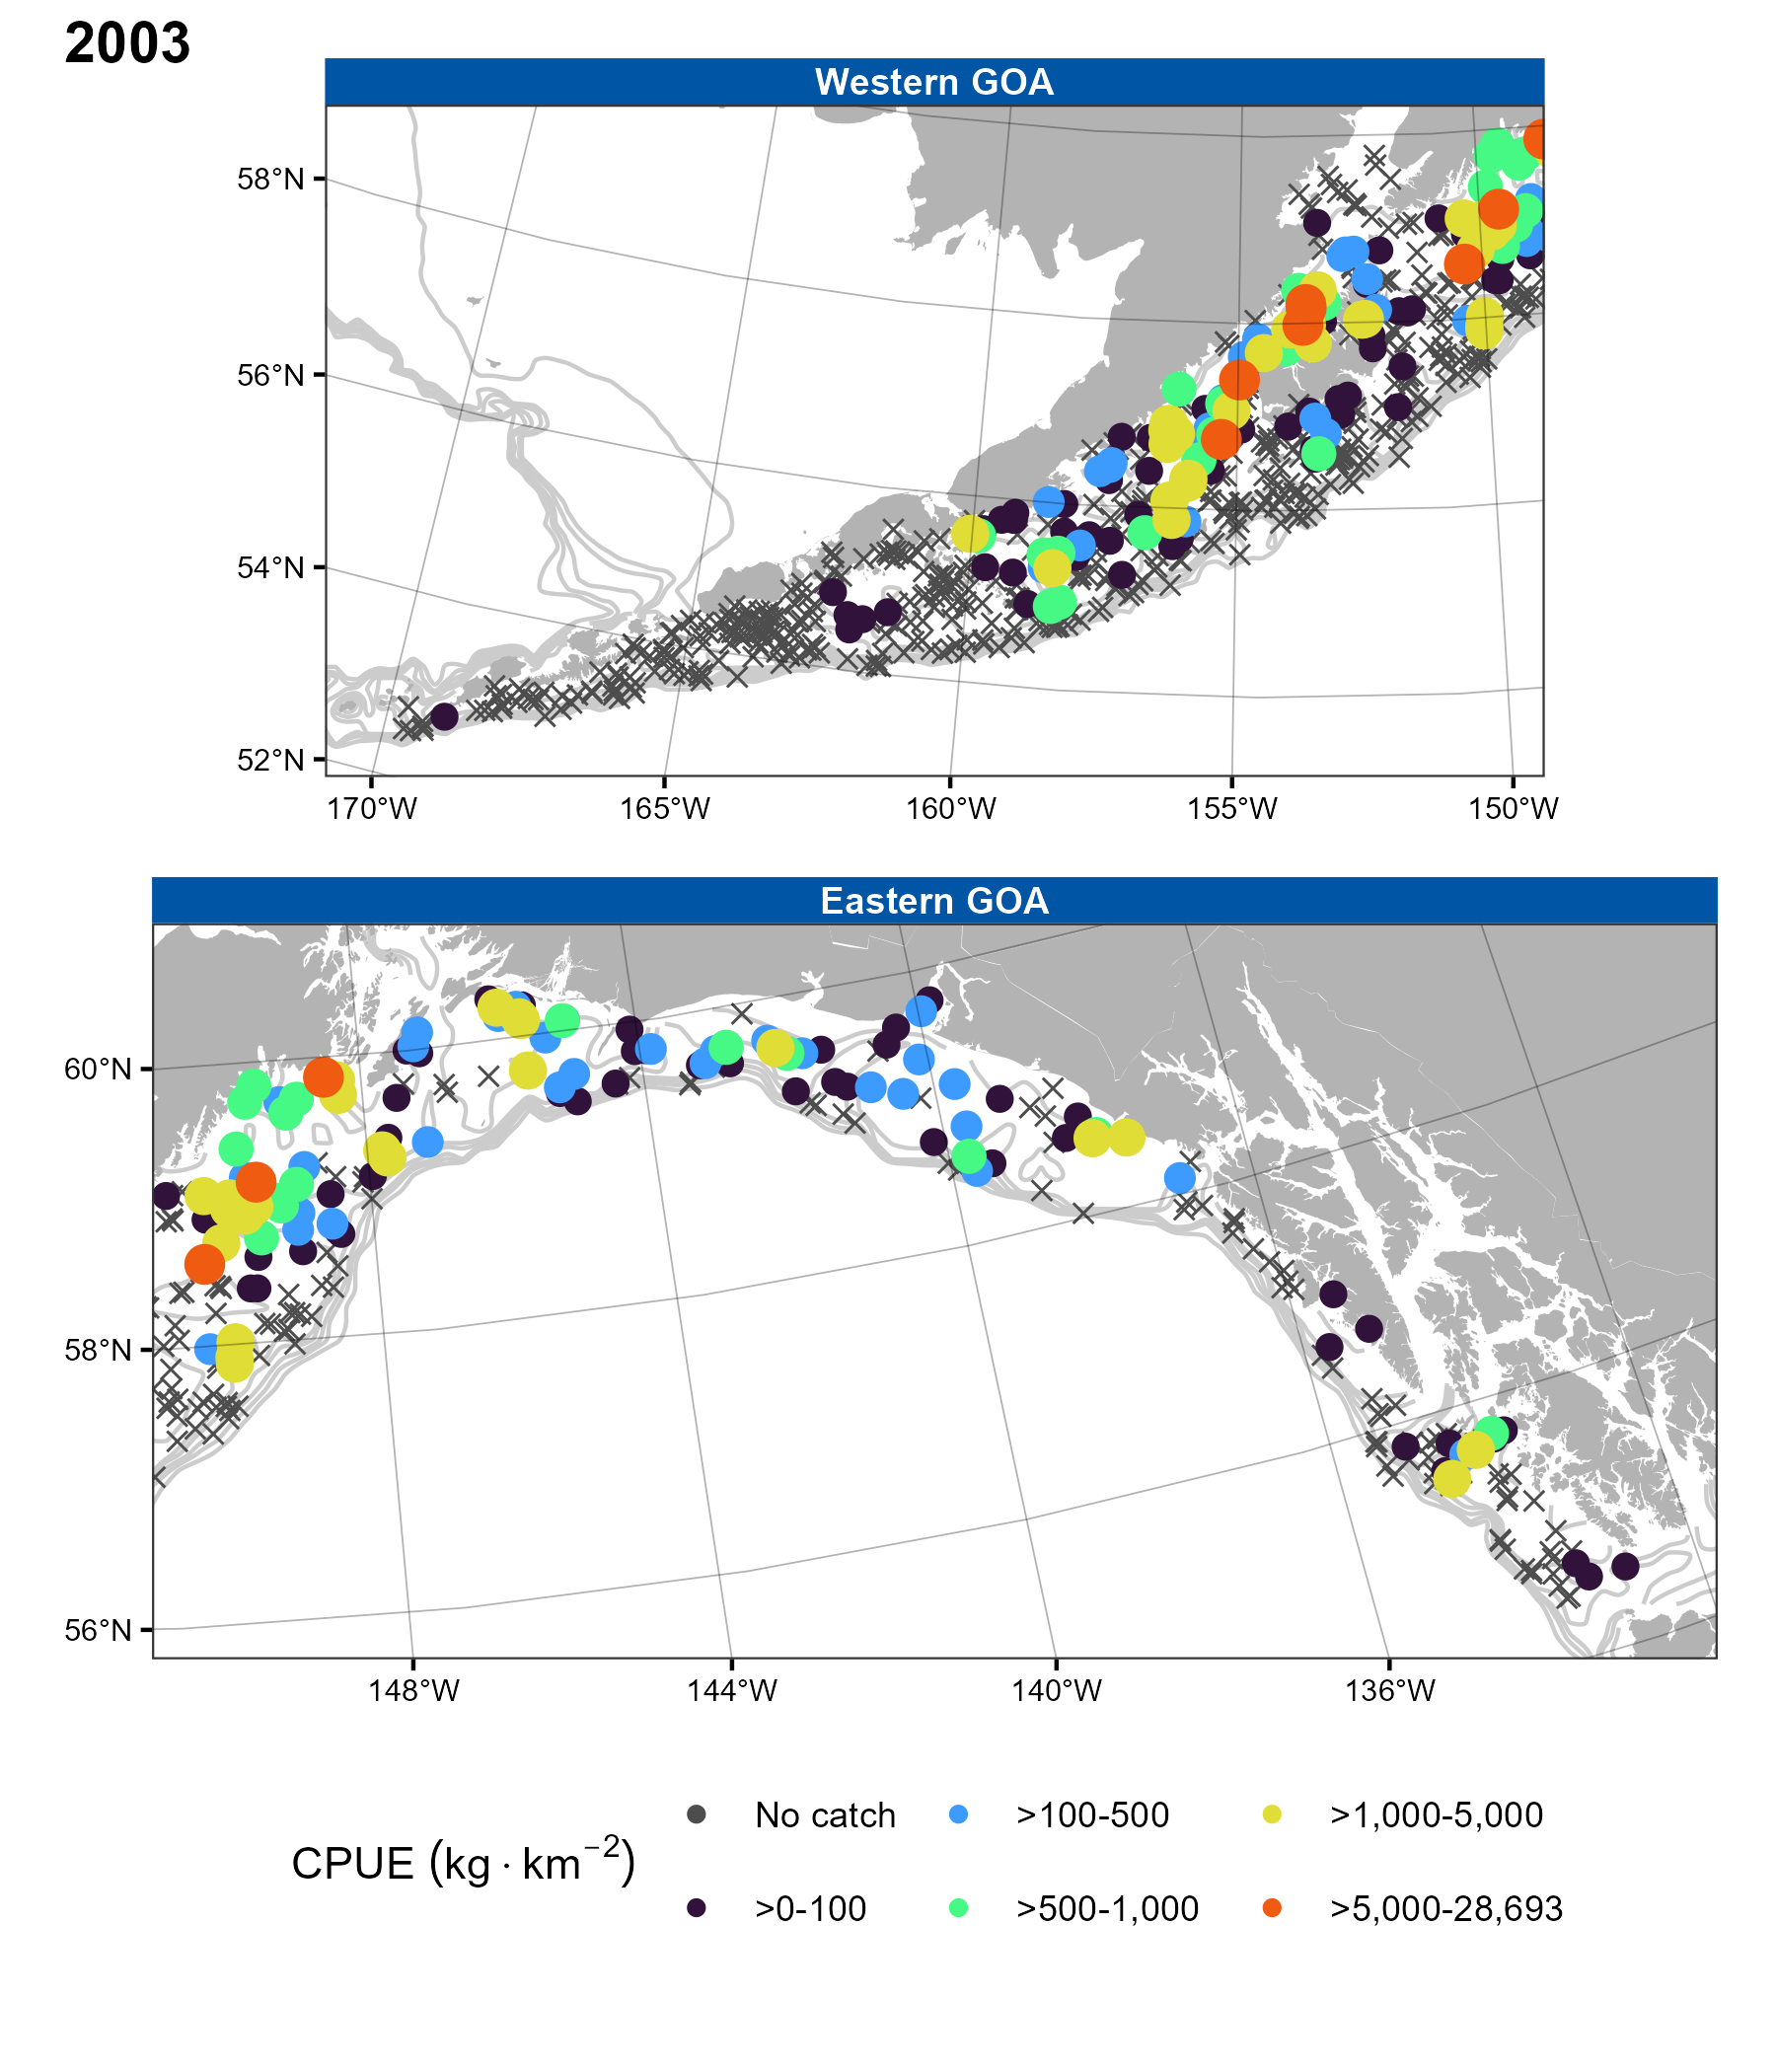 2003
Western GOA
58°N
56°N
54°N
52°N
170°W 165°W 160°W 155°W 150°W
Eastern GOA
60°N
58°N
56°N
148°W 144°W 140°W 136°W
CPUE (kg · km⁻²)
No catch >100-500 >1,000-5,000
>0-100 >500-1,000 >5,000-28,693